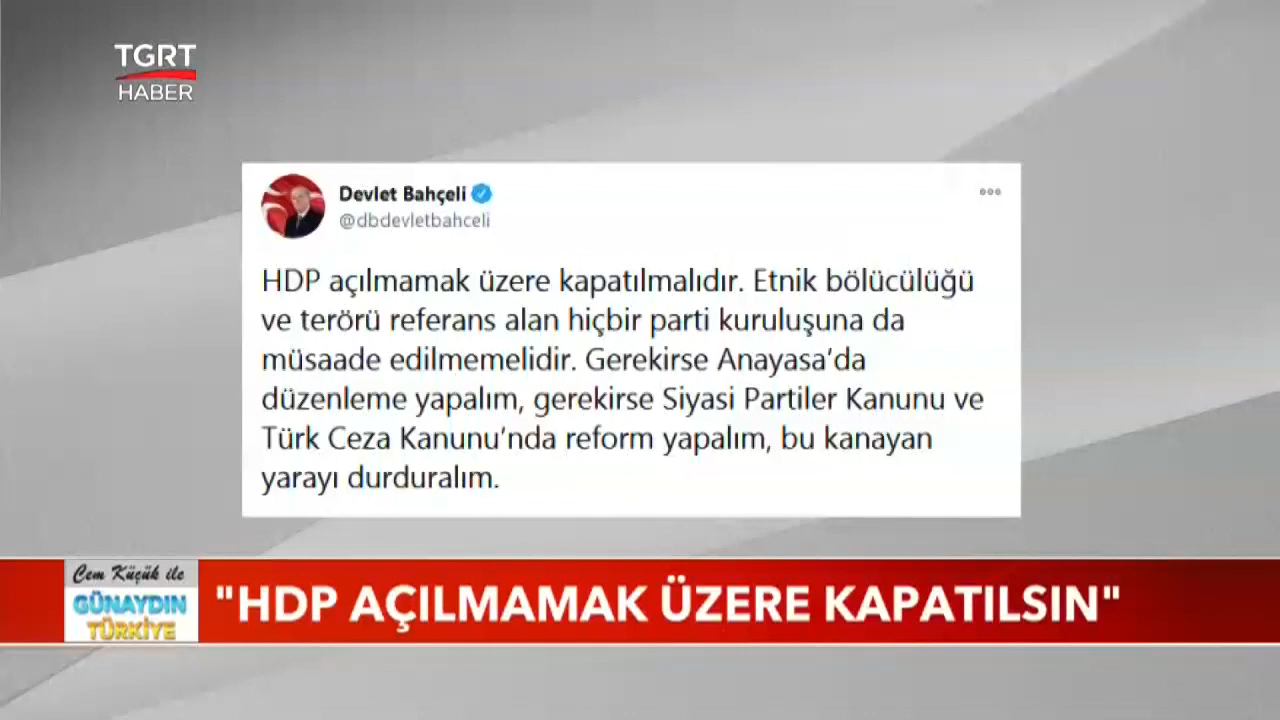 TGRT
HABER
Devlet Bahçeli
@dbdevletbahceli
HDP açılmamak üzere kapatılmalıdır. Etnik bölücülüğü
ve terörü referans alan hiçbir parti kuruluşuna da
müsaade edilmemelidir. Gerekirse Anayasa’da
düzenleme yapalım, gerekirse Siyasi Partiler Kanunu ve
Türk Ceza Kanunu’nda reform yapalım, bu kanayan
yarayı durduralım.
Cem Küçük ile
GÜNAYDIN
TÜRKİYE
"HDP AÇILMAMAK ÜZERE KAPATILSIN"